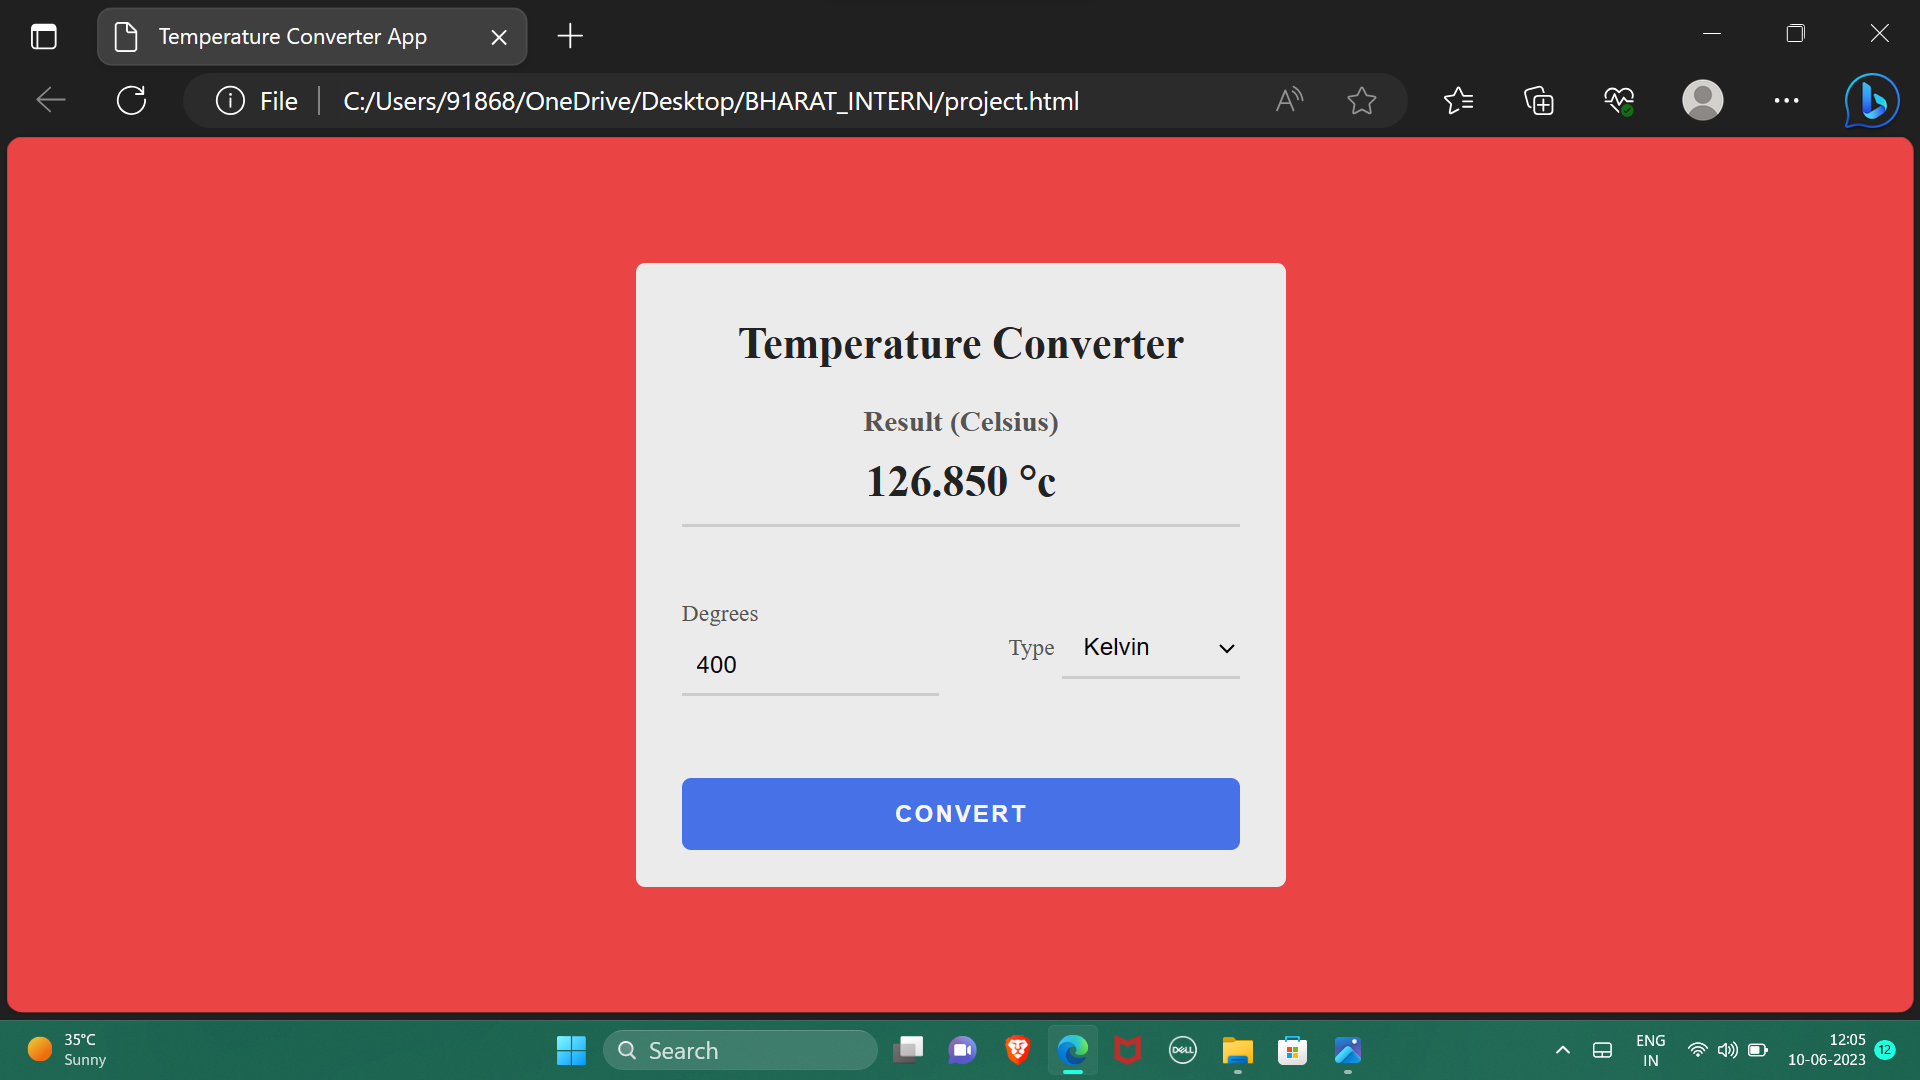 Temperature Converter App
File
C:/Users/91868/OneDrive/Desktop/BHARAT_INTERN/project.html
Temperature Converter
Result (Celsius)
126.850 °c
Degrees
400
Type
Kelvin
CONVERT
35°C
Sunny
Search
DELL
ENG
IN
12:05
10-06-2023
12